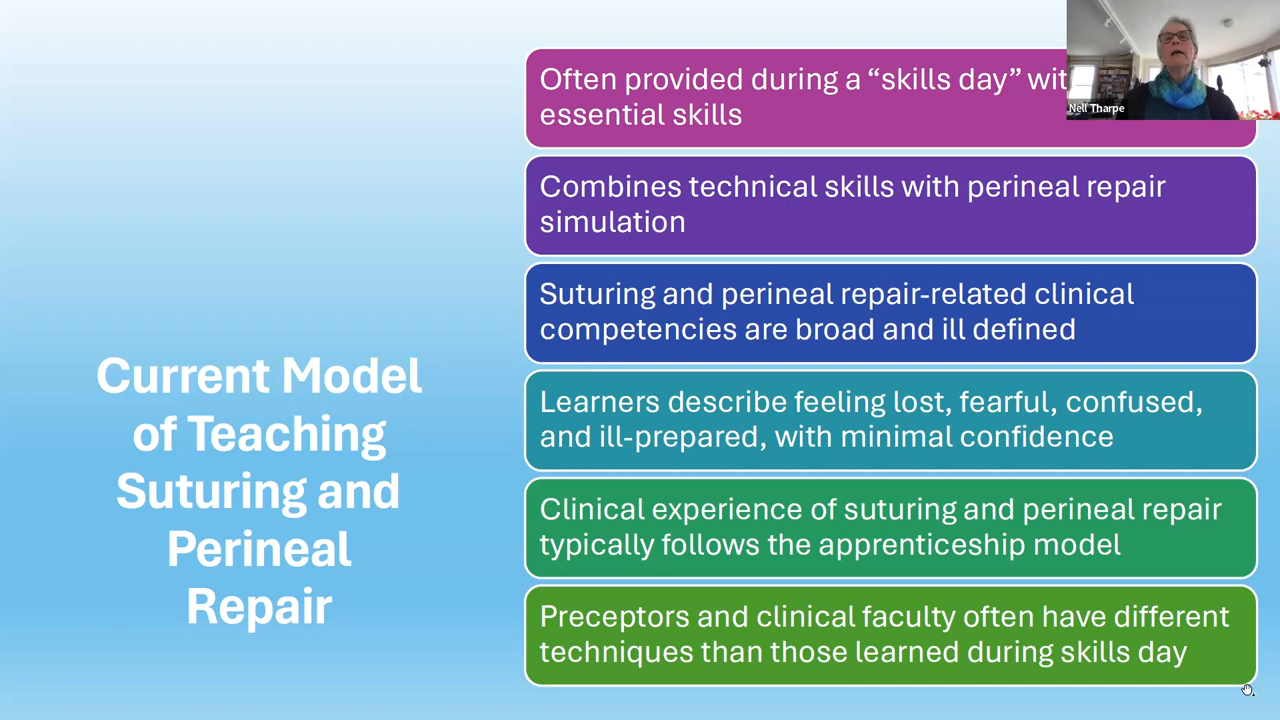 Current Model
of Teaching
Suturing and
Perineal
Repair
Often provided during a “skills day”
essential skills
Combines technical skills with perineal repair
simulation
Suturing and perineal repair-related clinical
competencies are broad and ill defined
Learners describe feeling lost, fearful, confused,
and ill-prepared, with minimal confidence
Clinical experience of suturing and perineal repair
typically follows the apprenticeship model
Preceptors and clinical faculty often have different
techniques than those learned during skills day
Nell Tharpe